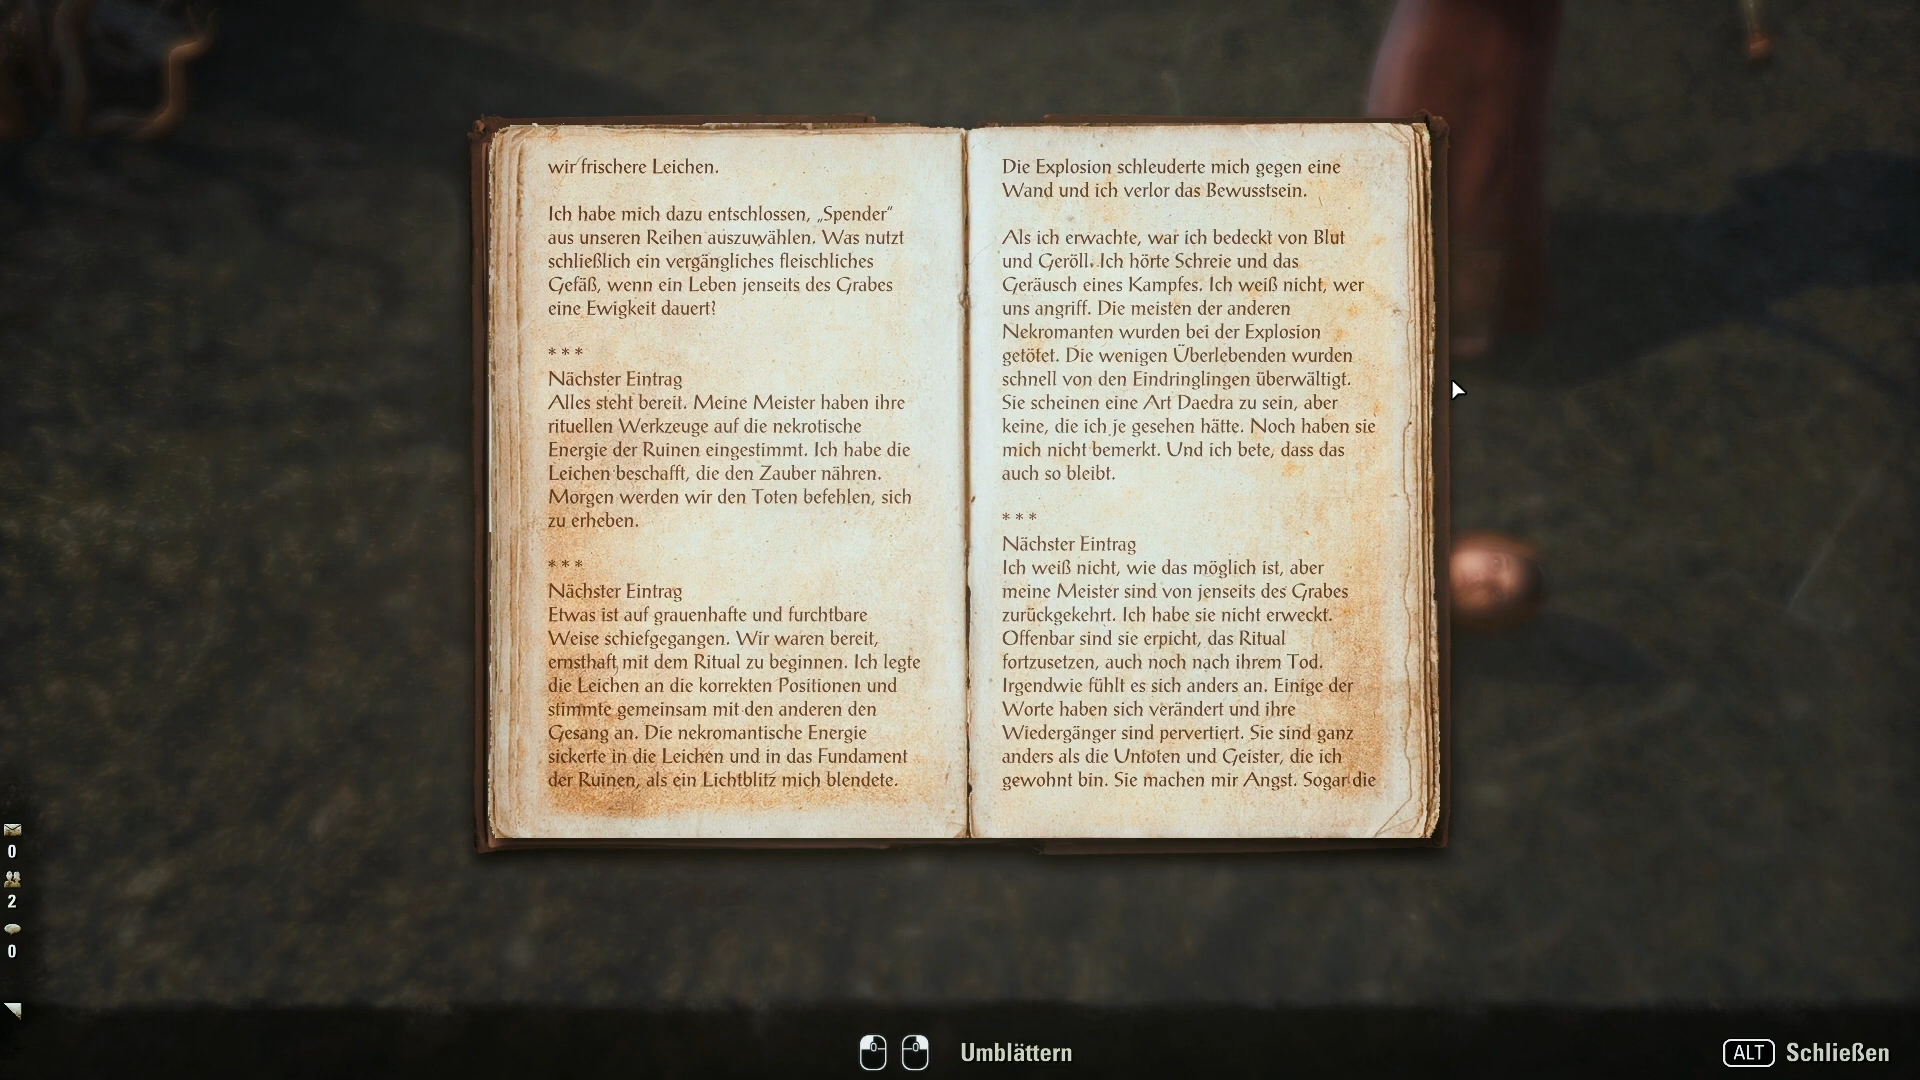 wir frischere Leichen.
Ich habe mich dazu entschlossen, „Spender“
aus unseren Reihen auszuwählen. Was nutzt
schließlich ein vergängliches fleischliches
Gefäß, wenn ein Leben jenseits des Grabes
eine Ewigkeit dauert?
* * *
Nächster Eintrag
Alles steht bereit. Meine Meister haben ihre
rituellen Werkzeuge auf die nekrotische
Energie der Ruinen eingestimmt. Ich habe die
Leichen beschafft, die den Zauber nähren.
Morgen werden wir den Toten befehlen, sich
zu erheben.
* * *
Nächster Eintrag
Etwas ist auf grauenhafte und furchtbare
Weise schiefgegangen. Wir waren bereit,
ernsthaft mit dem Ritual zu beginnen. Ich legte
die Leichen an die korrekten Positionen und
stimmte gemeinsam mit den anderen den
Gesang an. Die nekromantische Energie
sickerte in die Leichen und in das Fundament
der Ruinen, als ein Lichtblitz mich blendete.
Die Explosion schleuderte mich gegen eine
Wand und ich verlor das Bewusstsein.
Als ich erwachte, war ich bedeckt von Blut
und Geröll. Ich hörte Schreie und das
Geräusch eines Kampfes. Ich weiß nicht, wer
uns angriff. Die meisten der anderen
Nekromanten wurden bei der Explosion
getötet. Die wenigen Überlebenden wurden
schnell von den Eindringlingen überwältigt.
Sie scheinen eine Art Daedra zu sein, aber
keine, die ich je gesehen hätte. Noch haben sie
mich nicht bemerkt. Und ich bete, dass das
auch so bleibt.
* * *
Nächster Eintrag
Ich weiß nicht, wie das möglich ist, aber
meine Meister sind von jenseits des Grabes
zurückgekehrt. Ich habe sie nicht erweckt.
Offenbar sind sie erpicht, das Ritual
fortzusetzen, auch noch nach ihrem Tod.
Irgendwie fühlt es sich anders an. Einige der
Worte haben sich verändert und ihre
Wiedergänger sind pervertiert. Sie sind ganz
anders als die Untoten und Geister, die ich
gewohnt bin. Sie machen mir Angst. Sogar die
0
2
0
Umblättern
ALT Schließen